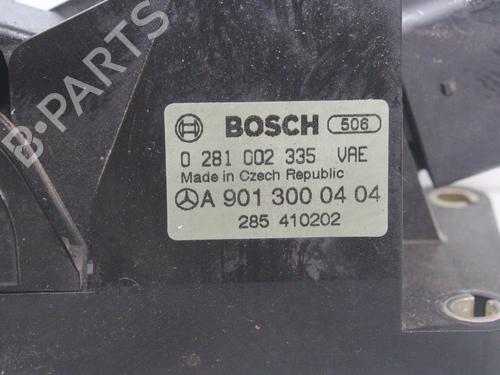 B-PARTS
BOSCH 506
0 281 002 335 VAE
Made in Czech Republic
A 901 300 04 04
285 410202